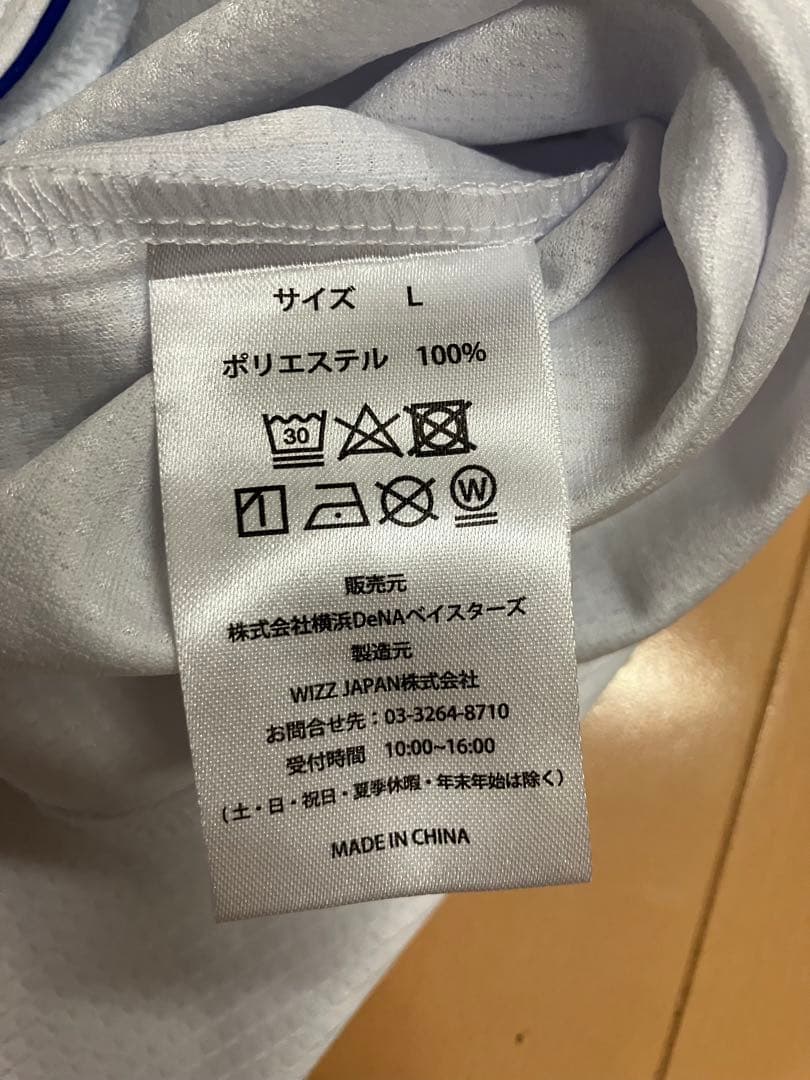 サイズ L
ポリエステル 100%
30
W
販売元
株式会社横浜DeNAベイスターズ
製造元
WIZZ JAPAN株式会社
お問合せ先：03-3264-8710
受付時間 10:00~16:00
（土・日・祝日・夏季休暇・年末年始は除く）
MADE IN CHINA